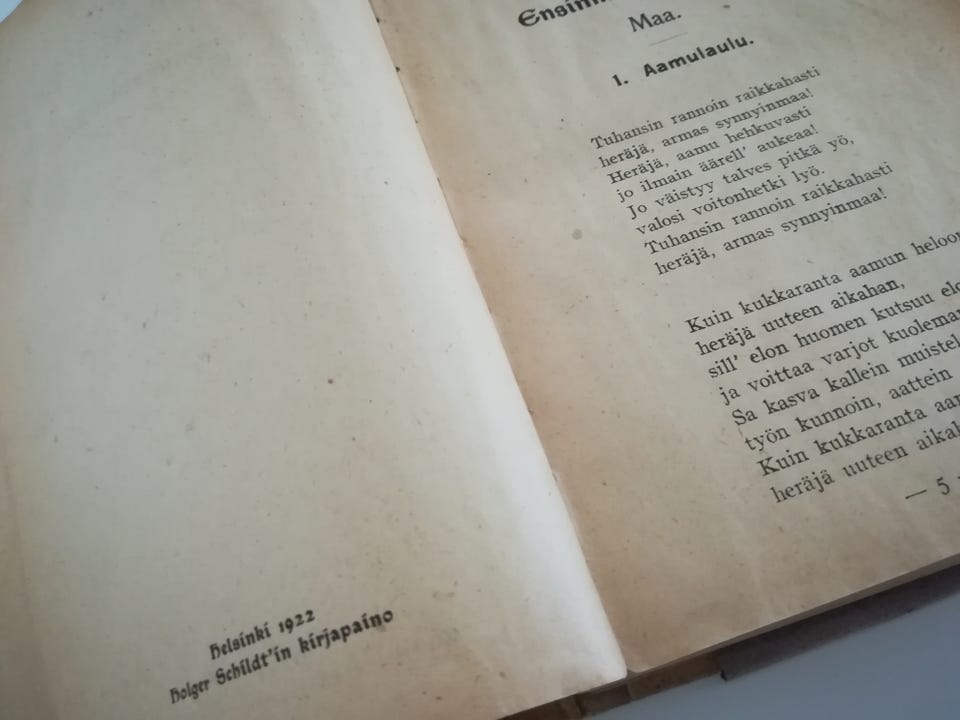 Helsinki 1922
Holger Schildt'in kirjapaino
Maa.
1. Aamulaulu.
Tuhansin rannoin raikkahasti
heräjä, armas synnyinmaa!
Heräjä, aamu hehkuvasti
jo ilmain äärell' aukeaa!
Jo väistyy talves pitkä yö,
valosi voitonhetki lyö.
Tuhansin rannoin raikkahasti
heräjä, armas synnyinmaa!
Kuin kukkaranta aamun
heräjä uuteen aikahan,
sill' elon huomen kutsuu
ja voittaa varjot
Sa kasva kallein
työn kunnoin, aattein
Kuin kukkaranta
heräjä uuteen
— 5